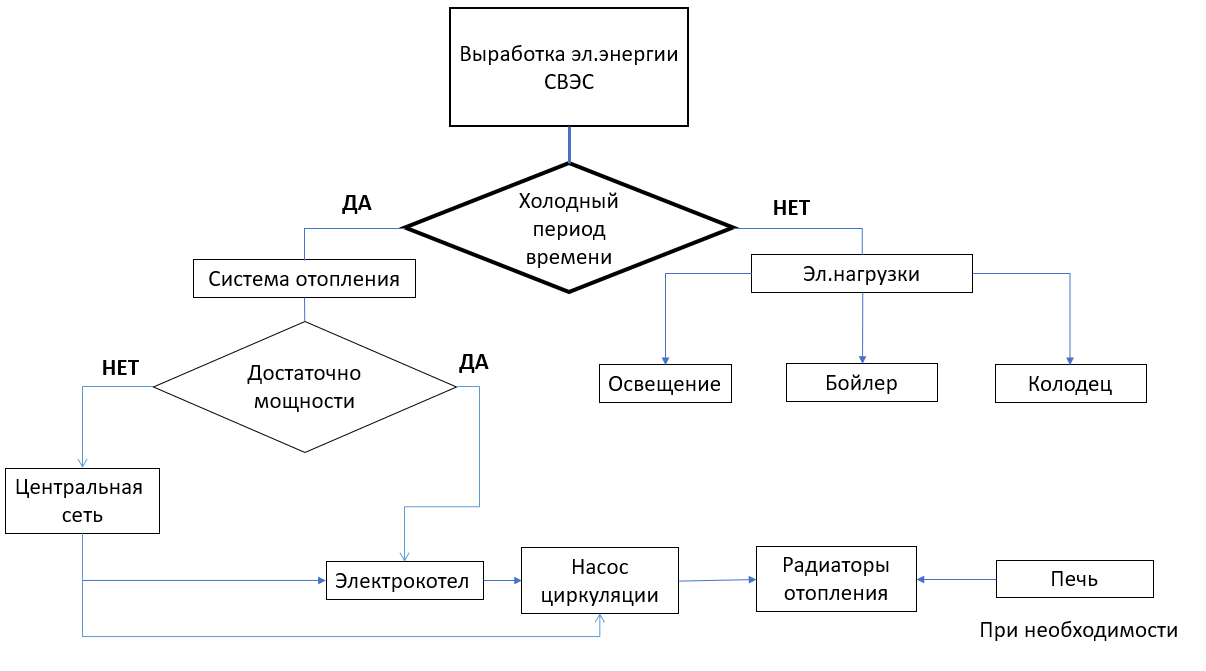 Выработка эл.энергии
СВЭС
ДА
Холодный
период
времени
НЕТ
Система отопления
Эл.нагрузки
НЕТ
Достаточно
мощности
ДА
Освещение
Бойлер
Колодец
Центральная
сеть
Электрокотел
Насос
циркуляции
Радиаторы
отопления
Печь
При необходимости